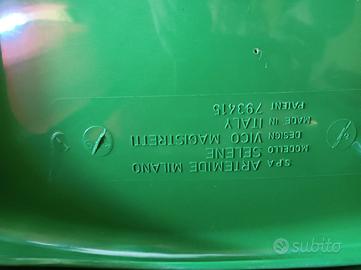 S.P.A ARTEMIDE MILANO
MODELLO SELENE
DESIGN VICO MAGISTRETTI
MADE IN ITALY
PATENT 793415
subito